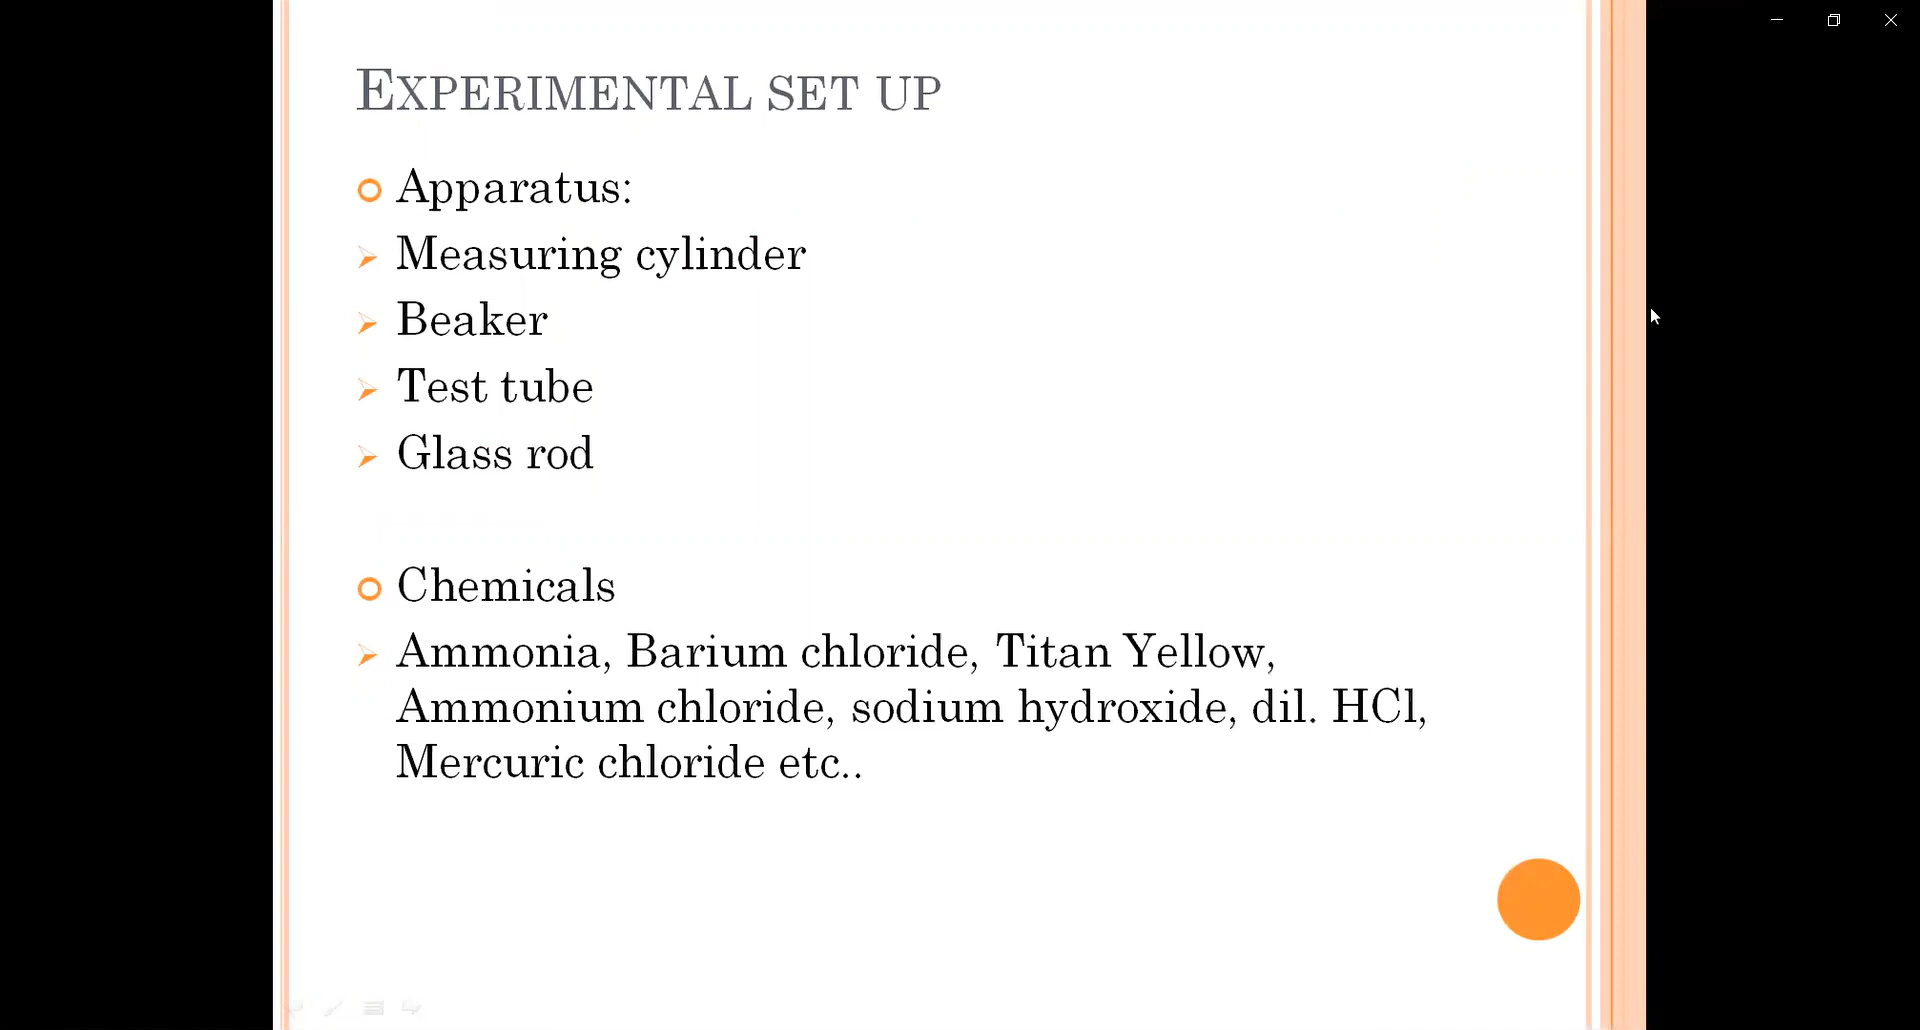 EXPERIMENTAL SET UP
Apparatus:
Measuring cylinder
Beaker
Test tube
Glass rod
Chemicals
Ammonia, Barium chloride, Titan Yellow,
Ammonium chloride, sodium hydroxide, dil. HCl,
Mercuric chloride etc..